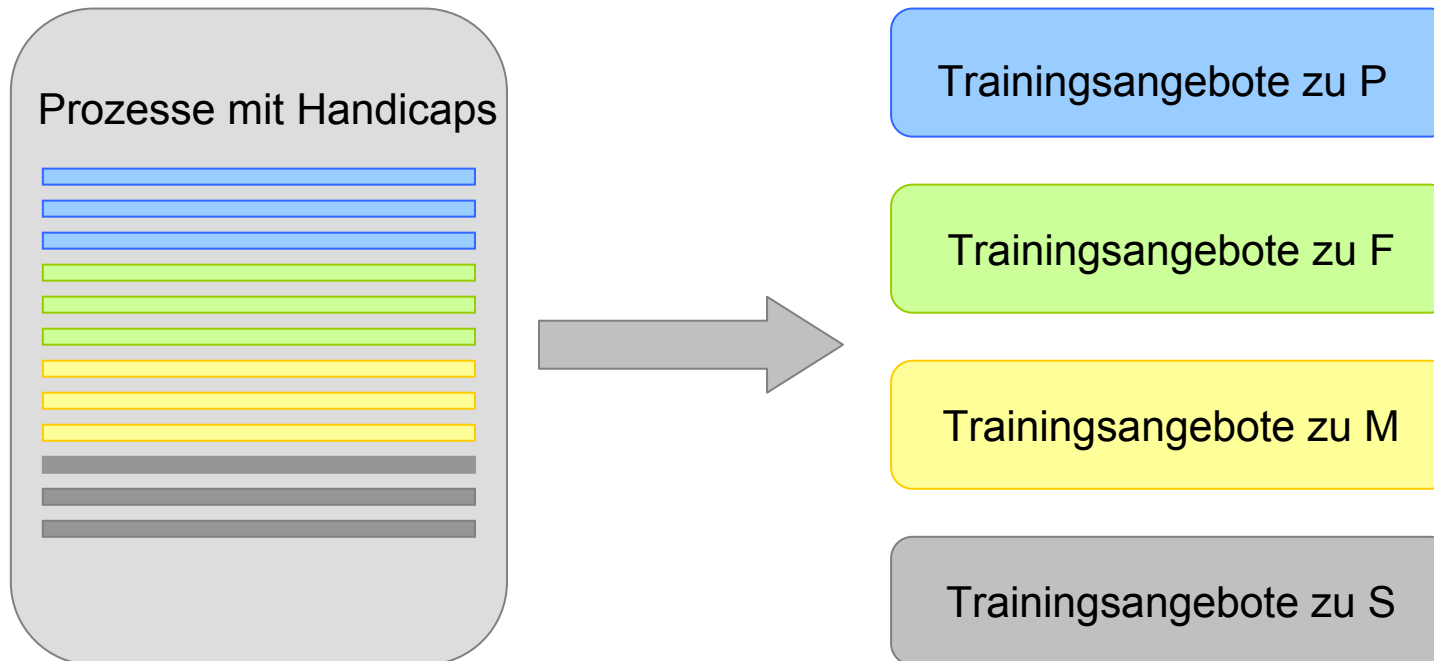 Prozesse mit Handicaps
Trainingsangebote zu P
Trainingsangebote zu F
Trainingsangebote zu M
Trainingsangebote zu S